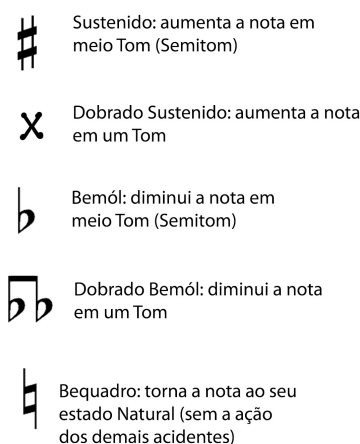 Sustenido: aumenta a nota em
meio Tom (Semitom)
Dobrado Sustenido: aumenta a nota
em um Tom
Bemól: diminui a nota em
meio Tom (Semitom)
Dobrado Bemól: diminui a nota
em um Tom
Bequadro: torna a nota ao seu
estado Natural (sem a ação
dos demais acidentes)